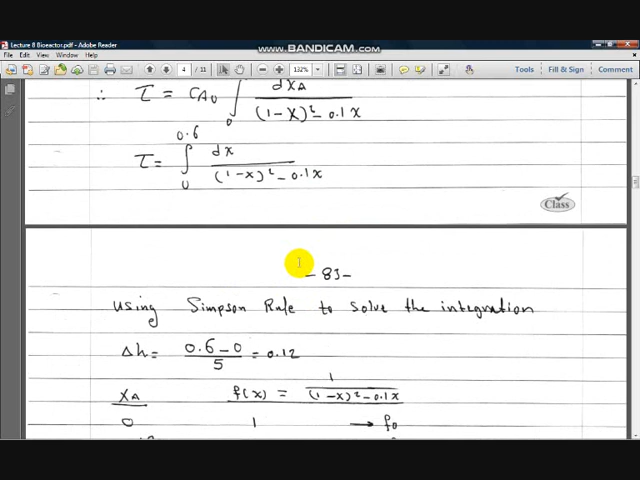 Lecture 8 Bioreactor.pdf - Adobe Reader
WWW.BANDICAM.COM
File Edit View Window Help
4 / 11 132% Tools Fill & Sign Comment
∴ τ = CA0 ∫ 0 dXA / (1-X)² - 0.1X
τ = ∫ 0 0.6 dx / (1-x)² - 0.1x
Class
- 83 -
Using Simpson Rule to solve the integration
Δh = 0.6 - 0 / 5 = 0.12
XA f(x) = 1 / (1-x)² - 0.1x
0 1 → f0